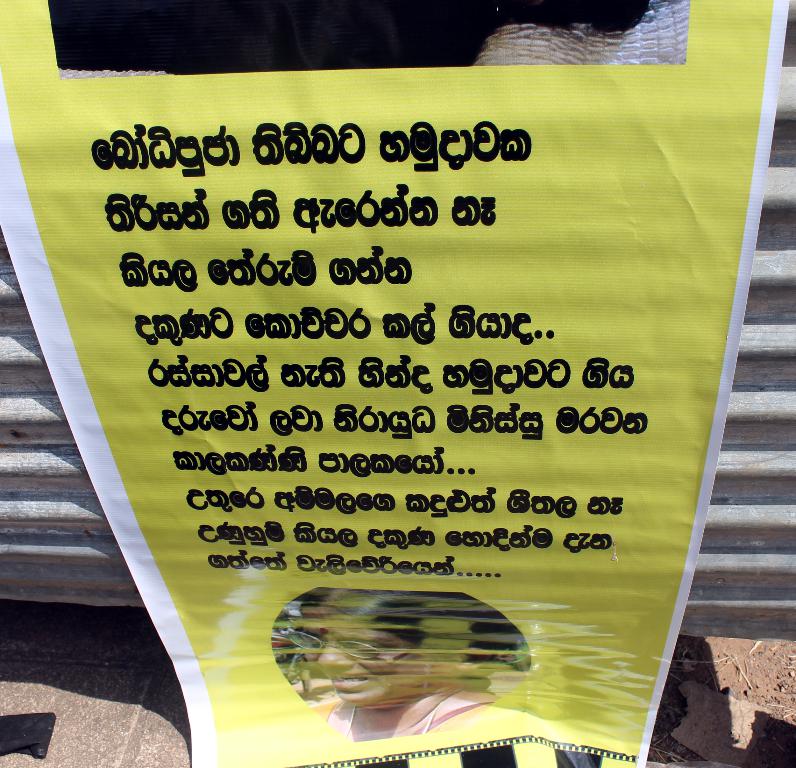 බෝධිපුජා තිබ්බට හමුදාවක
තිරිසන් ගති ඇරෙන්න නෑ
කියල තේරුම් ගන්න
දකුණට කොච්චර කල් ගියාද..
රස්සාවල් නැති හින්ද හමුදාවට ගිය
දරුවෝ ලවා නිරායුධ මිනිස්සු මරවන
කාලකණ්ණි පාලකයෝ...
උතුරෙ අම්මලගෙ කදුළුත් ශීතල නෑ
උණුහුම් කියල දකුණ හොදින්ම දැන
ගත්තේ වැලිවේරියෙන්.....